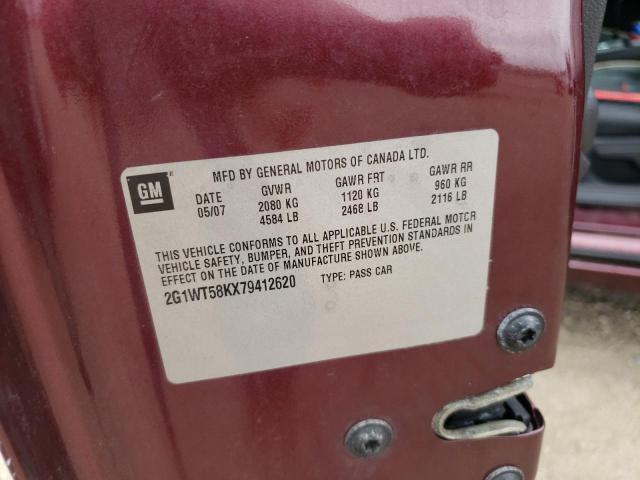 GM
MFD BY GENERAL MOTORS OF CANADA LTD.
DATE GVWR GAWR FRT GAWR RR
05/07 2080 KG 1120 KG 960 KG
4584 LB 2468 LB 2116 LB
THIS VEHICLE CONFORMS TO ALL APPLICABLE U.S. FEDERAL MOTOR
VEHICLE SAFETY, BUMPER, AND THEFT PREVENTION STANDARDS IN
EFFECT ON THE DATE OF MANUFACTURE SHOWN ABOVE.
2G1WT58KX79412620 TYPE: PASS CAR